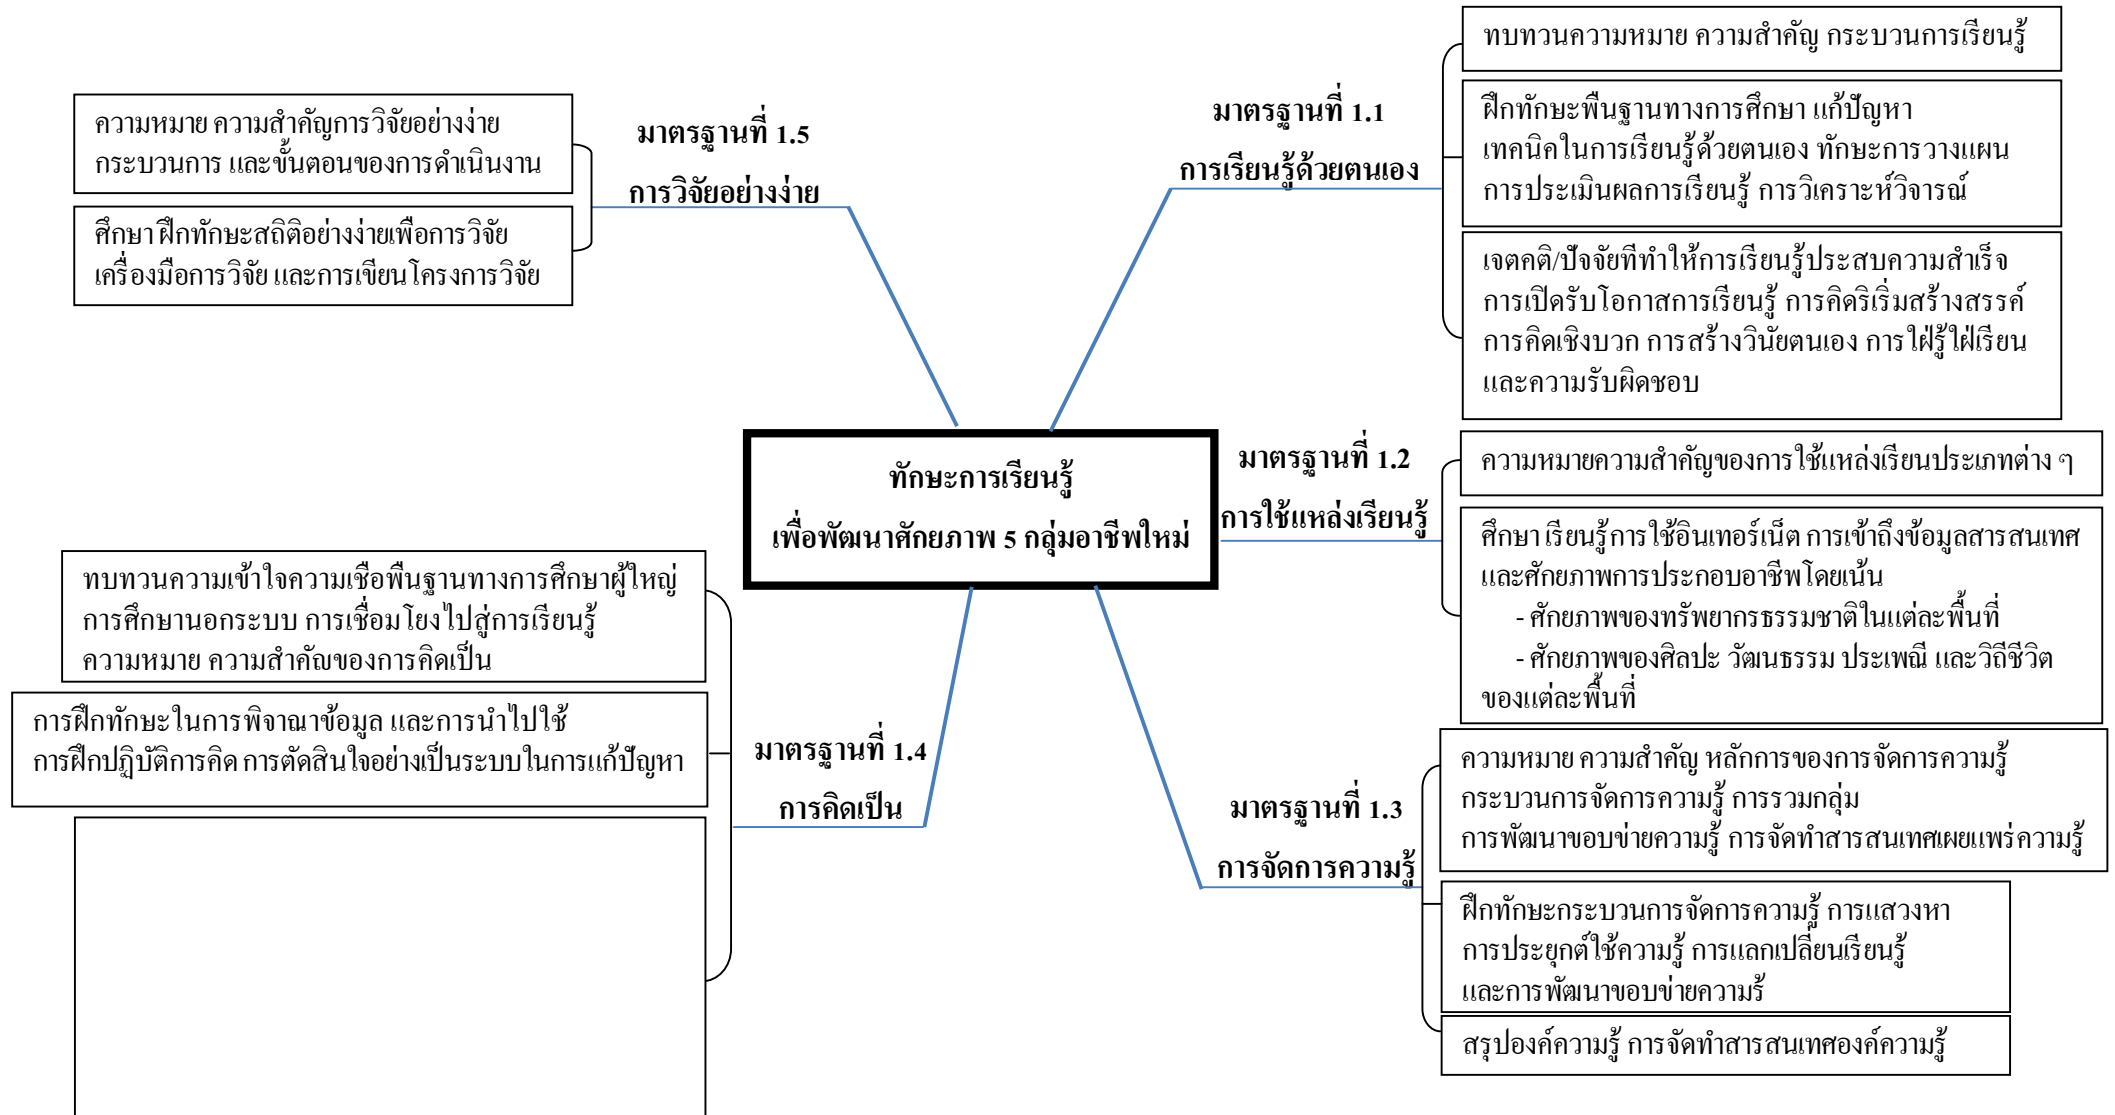 ทักษะการเรียนรู้
เพื่อพัฒนาศักยภาพ 5 กลุ่มอาชีพใหม่
มาตรฐานที่ 1.1
การเรียนรู้ด้วยตนเอง
ทบทวนความหมาย ความสำคัญ กระบวนการเรียนรู้
ฝึกทักษะพื้นฐานทางการศึกษา แก้ปัญหา
เทคนิคในการเรียนรู้ด้วยตนเอง ทักษะการวางแผน
การประเมินผลการเรียนรู้ การวิเคราะห์วิจารณ์
เจตคติ/ปัจจัยที่ทำให้การเรียนรู้ประสบความสำเร็จ
การเปิดรับโอกาสการเรียนรู้ การคิดริเริ่มสร้างสรรค์
การคิดเชิงบวก การสร้างวินัยตนเอง การใฝ่รู้ใฝ่เรียน
และความรับผิดชอบ
มาตรฐานที่ 1.2
การใช้แหล่งเรียนรู้
ความหมายความสำคัญของการใช้แหล่งเรียนประเภทต่าง ๆ
ศึกษา เรียนรู้การใช้อินเทอร์เน็ต การเข้าถึงข้อมูลสารสนเทศ
และศักยภาพการประกอบอาชีพโดยเน้น
- ศักยภาพของทรัพยากรธรรมชาติในแต่ละพื้นที่
- ศักยภาพของศิลปะ วัฒนธรรม ประเพณี และวิถีชีวิต
ของแต่ละพื้นที่
มาตรฐานที่ 1.3
การจัดการความรู้
ความหมาย ความสำคัญ หลักการของการจัดการความรู้
กระบวนการจัดการความรู้ การรวมกลุ่ม
การพัฒนาขอบข่ายความรู้ การจัดทำสารสนเทศเผยแพร่ความรู้
ฝึกทักษะกระบวนการจัดการความรู้ การแสวงหา
การประยุกต์ใช้ความรู้ การแลกเปลี่ยนเรียนรู้
และการพัฒนาขอบข่ายความรู้
สรุปองค์ความรู้ การจัดทำสารสนเทศองค์ความรู้
มาตรฐานที่ 1.4
การคิดเป็น
ทบทวนความเข้าใจความเชื่อพื้นฐานทางการศึกษาผู้ใหญ่
การศึกษานอกระบบ การเชื่อมโยงไปสู่การเรียนรู้
ความหมาย ความสำคัญของการคิดเป็น
การฝึกทักษะในการพิจาณาข้อมูล และการนำไปใช้
การฝึกปฏิบัติการคิด การตัดสินใจอย่างเป็นระบบในการแก้ปัญหา
มาตรฐานที่ 1.5
การวิจัยอย่างง่าย
ความหมาย ความสำคัญการวิจัยอย่างง่าย
กระบวนการ และขั้นตอนของการดำเนินงาน
ศึกษา ฝึกทักษะสถิติอย่างง่ายเพื่อการวิจัย
เครื่องมือการวิจัย และการเขียนโครงการวิจัย